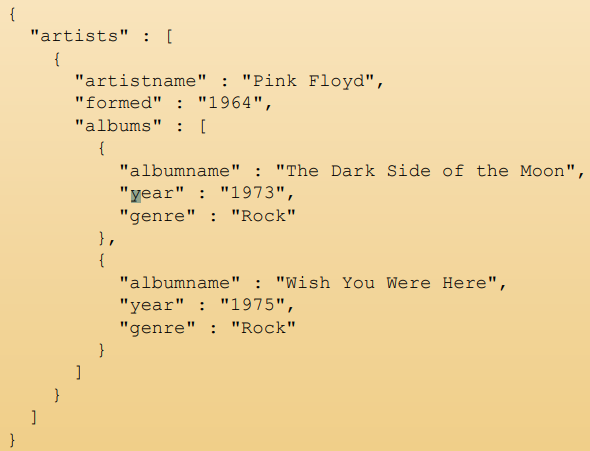 {
  "artists" : [
    {
      "artistname" : "Pink Floyd",
      "formed" : "1964",
      "albums" : [
        {
          "albumname" : "The Dark Side of the Moon",
          "year" : "1973",
          "genre" : "Rock"
        },
        {
          "albumname" : "Wish You Were Here",
          "year" : "1975",
          "genre" : "Rock"
        }
      ]
    }
  ]
}